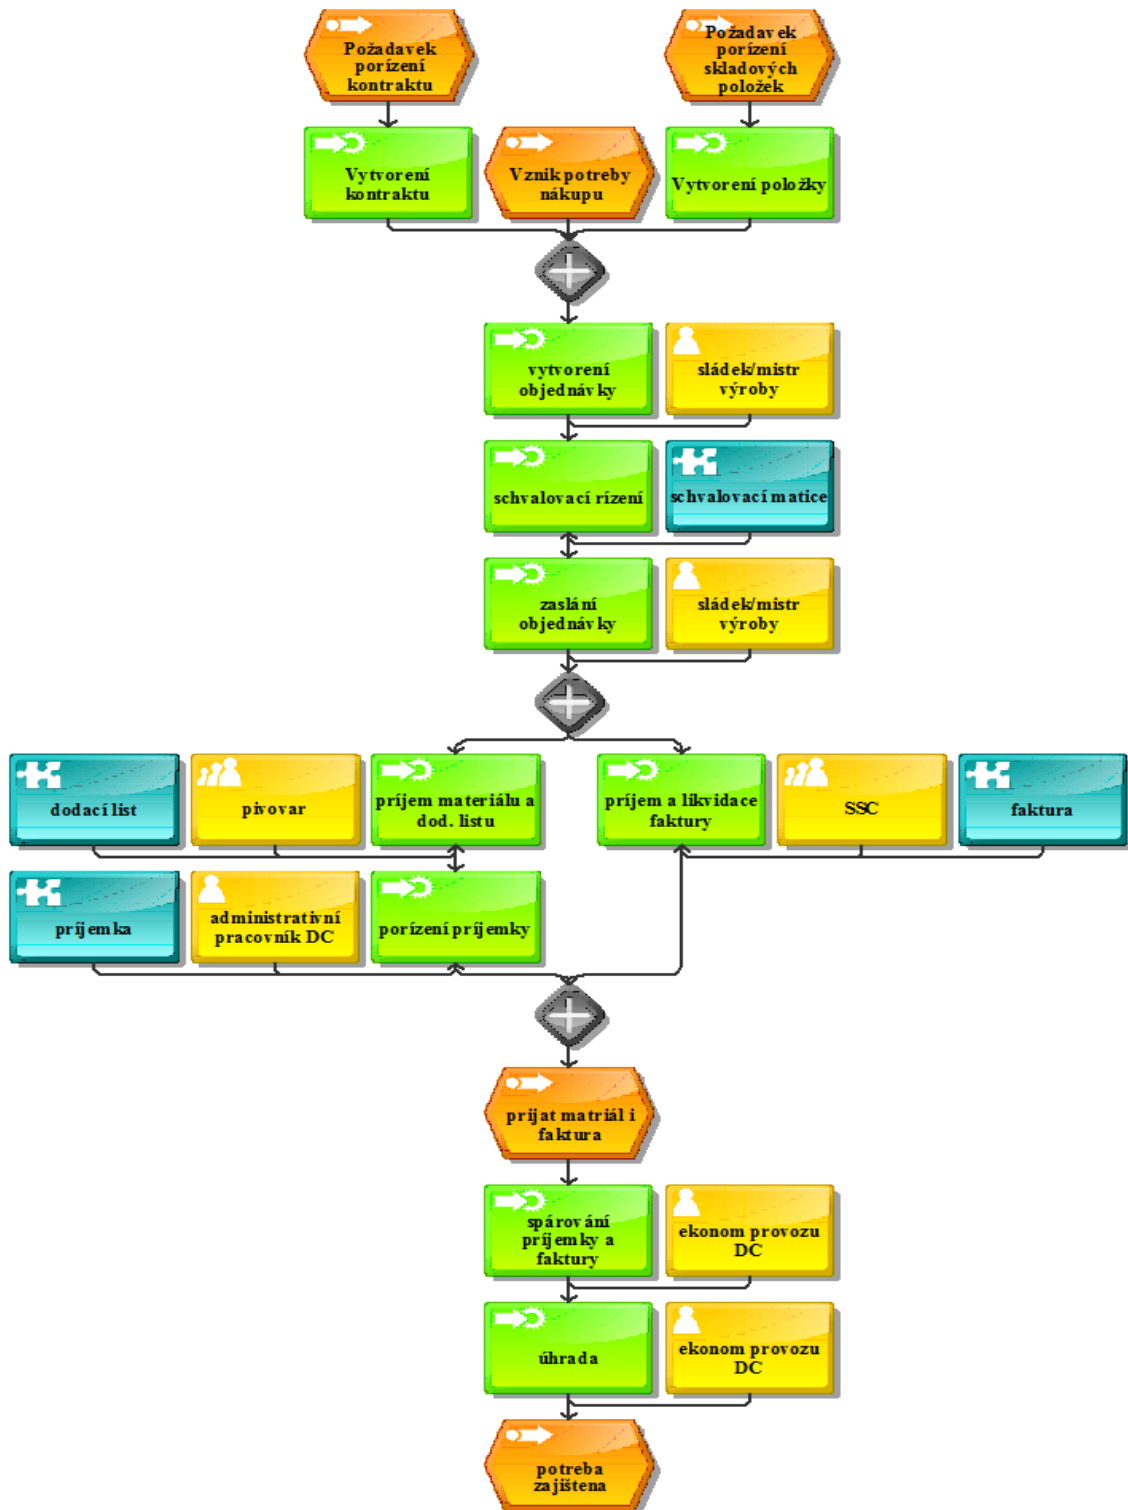 Požadavek
porízení
kontraktu
Požadavek
porízení
skladových
položek
Vytvorení
kontraktu
Vznik potreby
nákupu
Vytvorení položky
vytvorení
objednávky
sládek/mistr
výroby
schvalovací rízení
schvalovací matice
zaslání
objednávky
sládek/mistr
výroby
dodací list
pivovar
príjem materiálu a
dod. listu
príjem a likvidace
faktury
SSC
faktura
príjemka
administrativní
pracovník DC
porízení príjemky
prijat matriál i
faktura
spárování
príjemky a
faktury
ekonom provozu
DC
úhrada
ekonom provozu
DC
potreba
zajištena